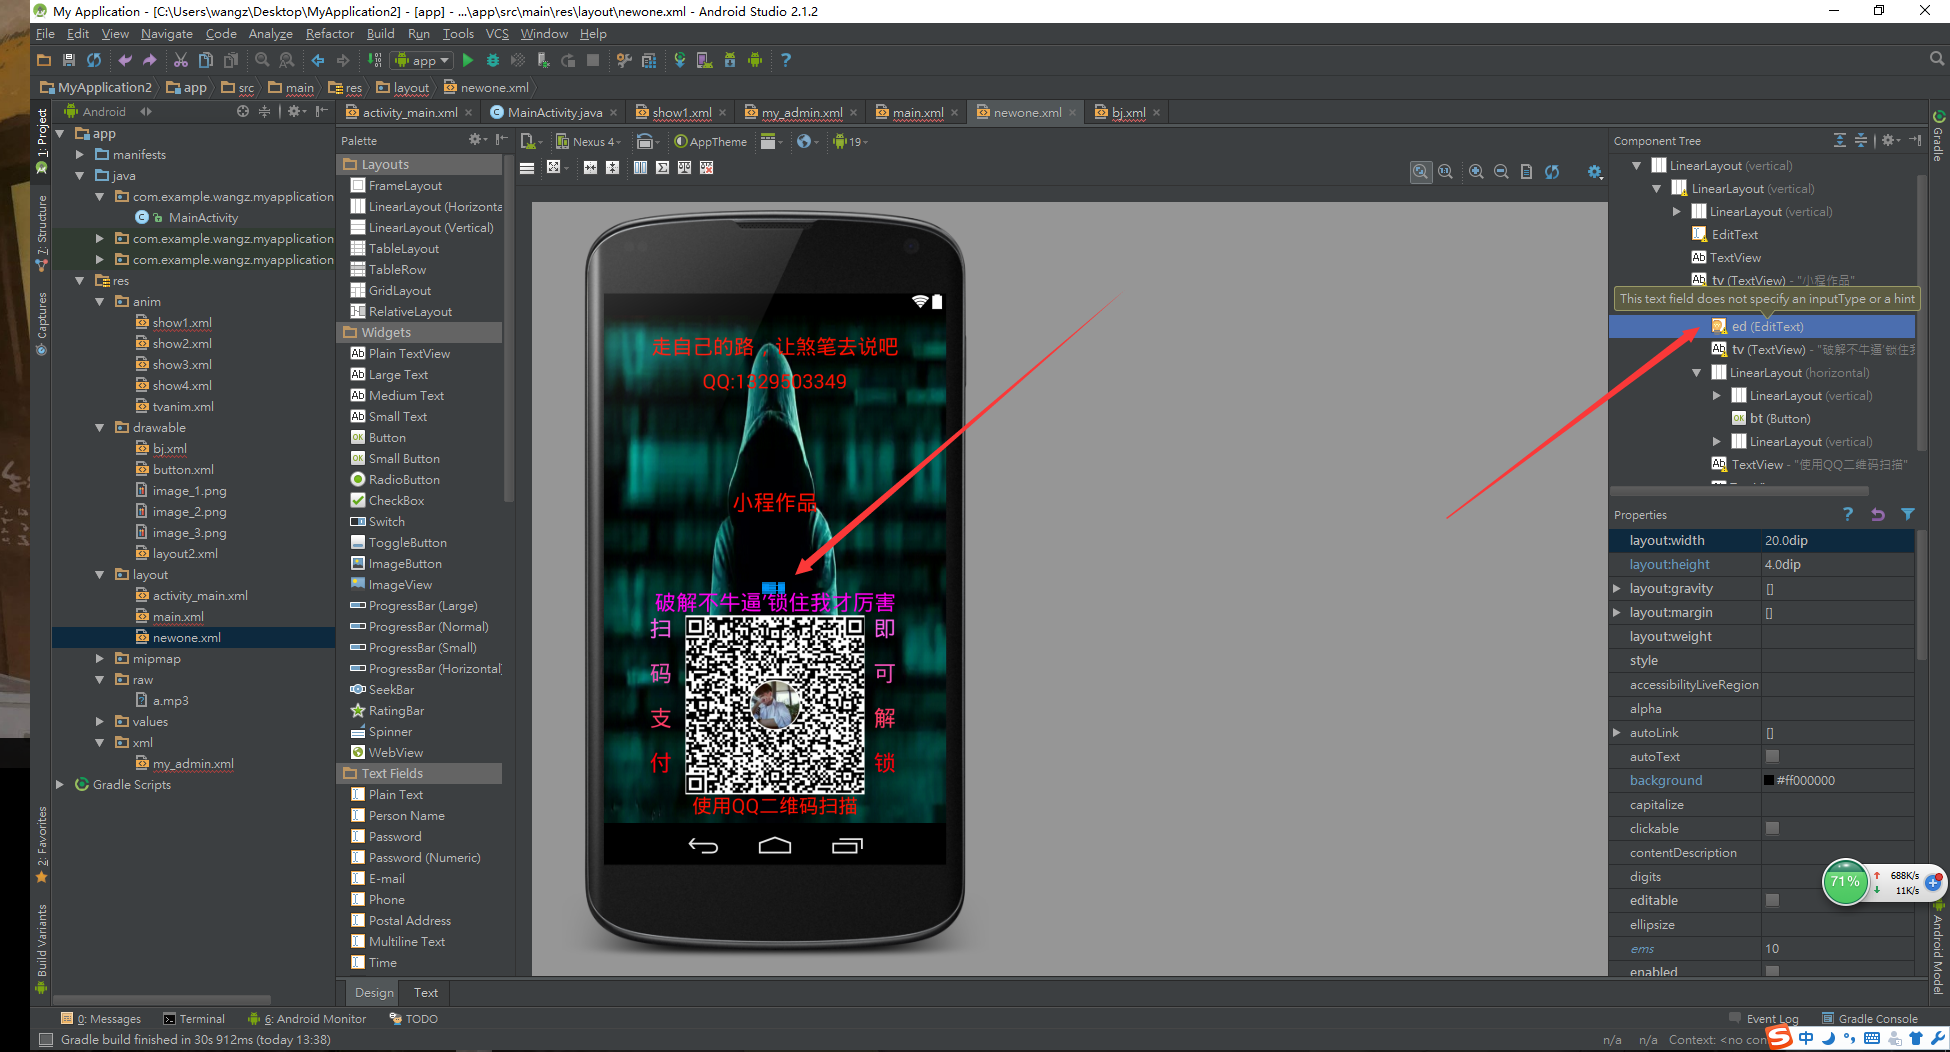 My Application - [C:\Users\wangz\Desktop\MyApplication2] - [app] - ...\app\src\main\res\layout\newone.xml - Android Studio 2.1.2
File Edit View Navigate Code Analyze Refactor Build Run Tools VCS Window Help
app
MyApplication2 app src main res layout newone.xml
1: Project
7: Structure
Captures
2: Favorites
Build Variants
Android
app
manifests
java
com.example.wangz.myapplication
MainActivity
com.example.wangz.myapplication
com.example.wangz.myapplication
res
anim
show1.xml
show2.xml
show3.xml
show4.xml
tvanim.xml
drawable
bj.xml
button.xml
image_1.png
image_2.png
image_3.png
layout2.xml
layout
activity_main.xml
main.xml
newone.xml
mipmap
raw
a.mp3
values
xml
my_admin.xml
Gradle Scripts
activity_main.xml MainActivity.java show1.xml my_admin.xml main.xml newone.xml bj.xml
Palette
Layouts
FrameLayout
LinearLayout (Horizonta
LinearLayout (Vertical)
TableLayout
TableRow
GridLayout
RelativeLayout
Widgets
Plain TextView
Large Text
Medium Text
Small Text
Button
Small Button
RadioButton
CheckBox
Switch
ToggleButton
ImageButton
ImageView
ProgressBar (Large)
ProgressBar (Normal)
ProgressBar (Small)
ProgressBar (Horizontal)
SeekBar
RatingBar
Spinner
WebView
Text Fields
Plain Text
Person Name
Password
Password (Numeric)
E-mail
Phone
Postal Address
Multiline Text
Time
Nexus 4 AppTheme 19
走自己的路，让煞笔去说吧
QQ:1329503349
小程作品
破解不牛逼'锁住我才厉害
扫 即
码 可
支 解
付 锁
使用QQ二维码扫描
Design Text
Component Tree
LinearLayout (vertical)
LinearLayout (vertical)
LinearLayout (vertical)
EditText
TextView
tv (TextView) - "小程作品"
This text field does not specify an inputType or a hint
ed (EditText)
tv (TextView) - "破解不牛逼'锁住我
LinearLayout (horizontal)
LinearLayout (vertical)
bt (Button)
LinearLayout (vertical)
TextView - "使用QQ二维码扫描"
Properties
layout:width 20.0dip
layout:height 4.0dip
layout:gravity []
layout:margin []
layout:weight
style
accessibilityLiveRegion
alpha
autoLink []
autoText
background #ff000000
capitalize
clickable
contentDescription
digits
editable
ellipsize
ems 10
enabled
71% 688K/s
11K/s
Gradle
Android Model
0: Messages Terminal 6: Android Monitor TODO
Event Log Gradle Console
Gradle build finished in 30s 912ms (today 13:38)
n/a n/a Context: <no con
中